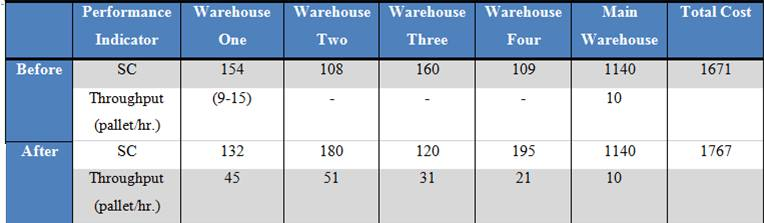 Performance Indicator Warehouse One Warehouse Two Warehouse Three Warehouse Four Main Warehouse Total Cost
Before SC 154 108 160 109 1140 1671
Throughput (pallet/hr.) (9-15) - - - 10
After SC 132 180 120 195 1140 1767
Throughput (pallet/hr.) 45 51 31 21 10